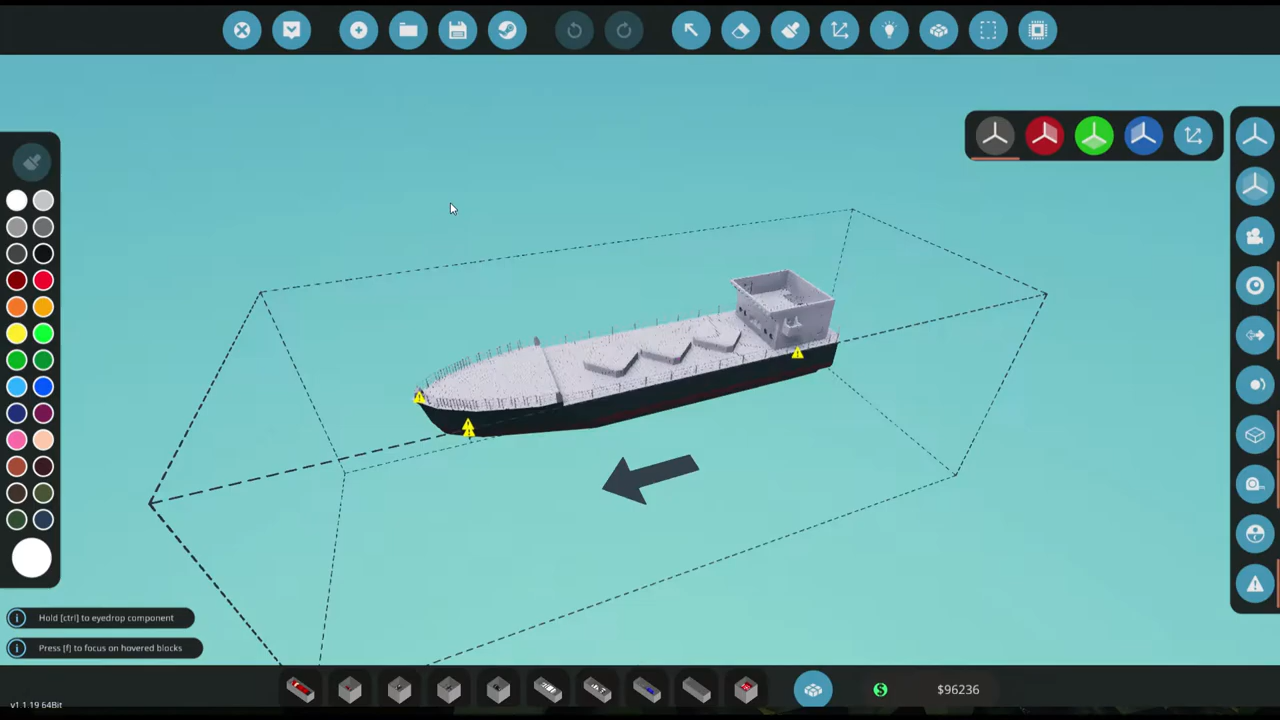 Hold [ctrl] to eyedrop component
Press [f] to focus on hovered blocks
$96236
v1.1.19 64Bit